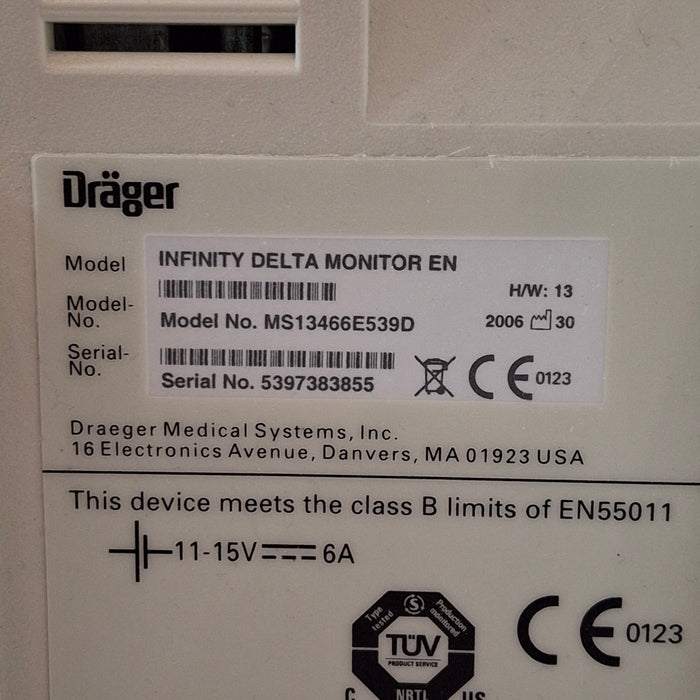 Dräger
Model
INFINITY DELTA MONITOR EN
H/W: 13
Model-
No.
Model No. MS13466E539D
2006 30
Serial-
No.
Serial No. 5397383855
0123
Draeger Medical Systems, Inc.
16 Electronics Avenue, Danvers, MA 01923 USA
This device meets the class B limits of EN55011
11-15V 6A
Type tested
S
Production monitored
TÜV
PRODUCT SERVICE
C NRTL US
CE 0123